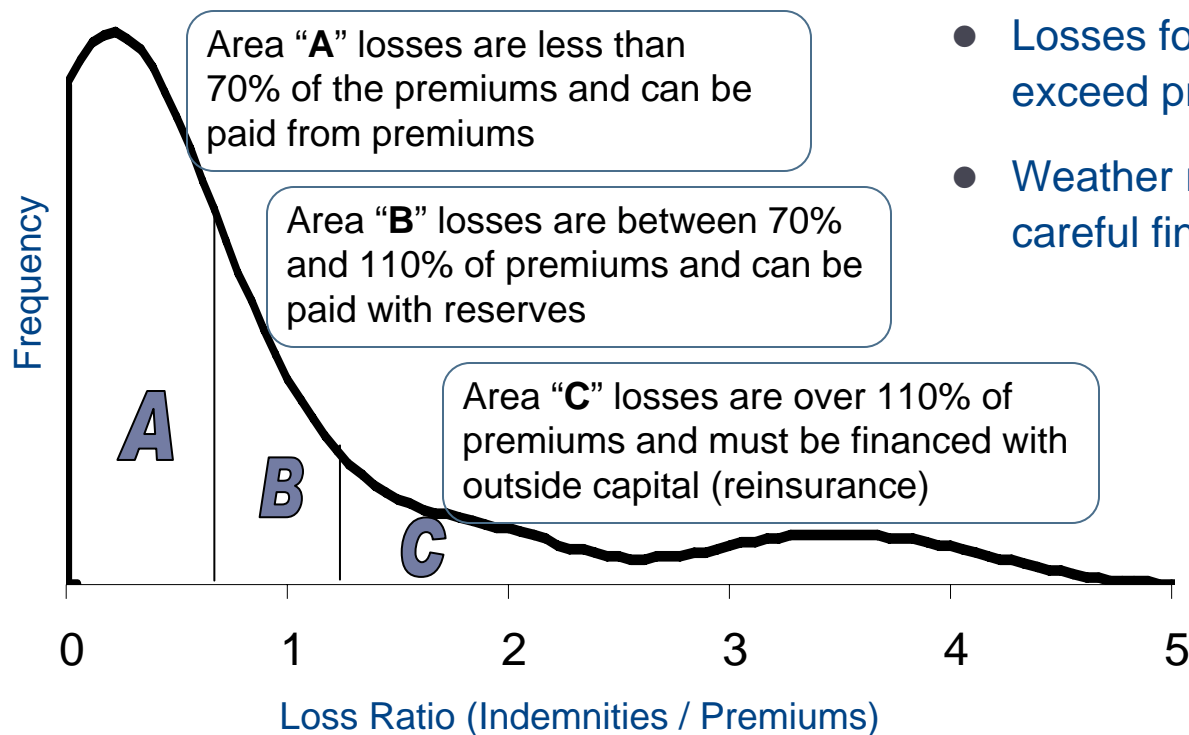 Area “A” losses are less than
70% of the premiums and can be
paid from premiums
● Losses
exceed
● Weather
careful
Area “B” losses are between 70%
and 110% of premiums and can be
paid with reserves
Area “C” losses are over 110% of
premiums and must be financed with
outside capital (reinsurance)
Frequency
A
B
C
0 1 2 3 4 5
Loss Ratio (Indemnities / Premiums)